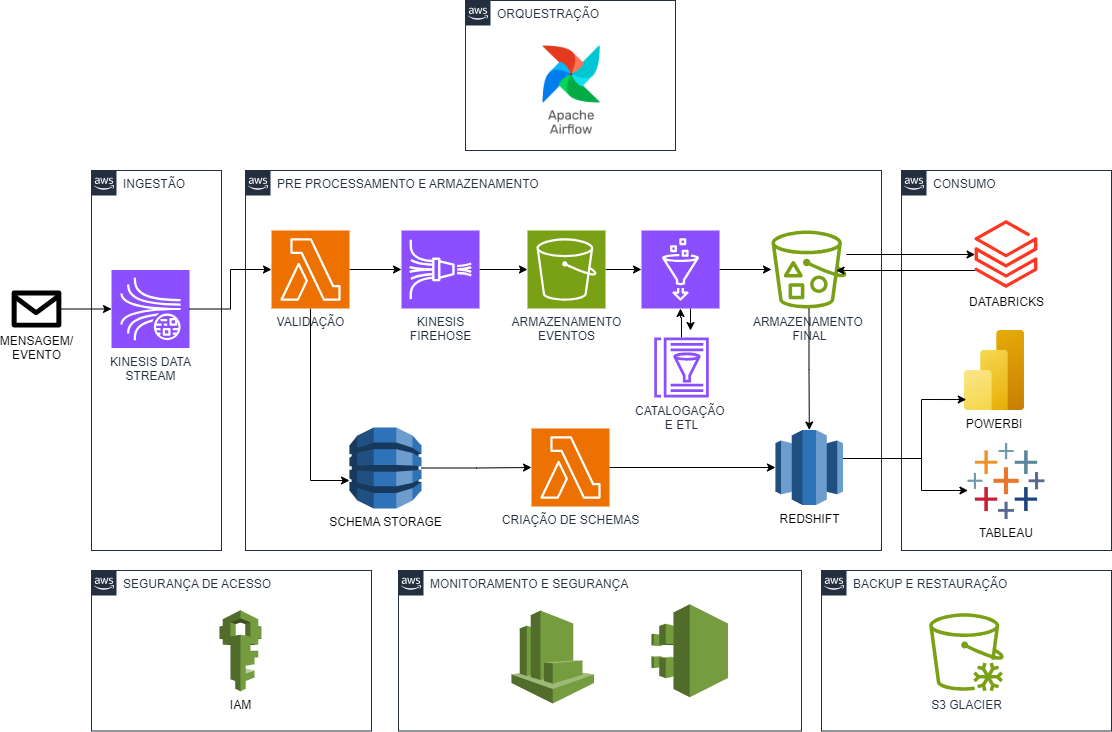 aws ORQUESTRAÇÃO
Apache
Airflow
aws INGESTÃO
aws PRE PROCESSAMENTO E ARMAZENAMENTO
aws CONSUMO
MENSAGEM/
EVENTO
KINESIS DATA
STREAM
VALIDAÇÃO
KINESIS
FIREHOSE
ARMAZENAMENTO
EVENTOS
CATALOGAÇÃO
E ETL
ARMAZENAMENTO
FINAL
SCHEMA STORAGE
CRIAÇÃO DE SCHEMAS
REDSHIFT
DATABRICKS
POWERBI
TABLEAU
aws SEGURANÇA DE ACESSO
IAM
aws MONITORAMENTO E SEGURANÇA
aws BACKUP E RESTAURAÇÃO
S3 GLACIER